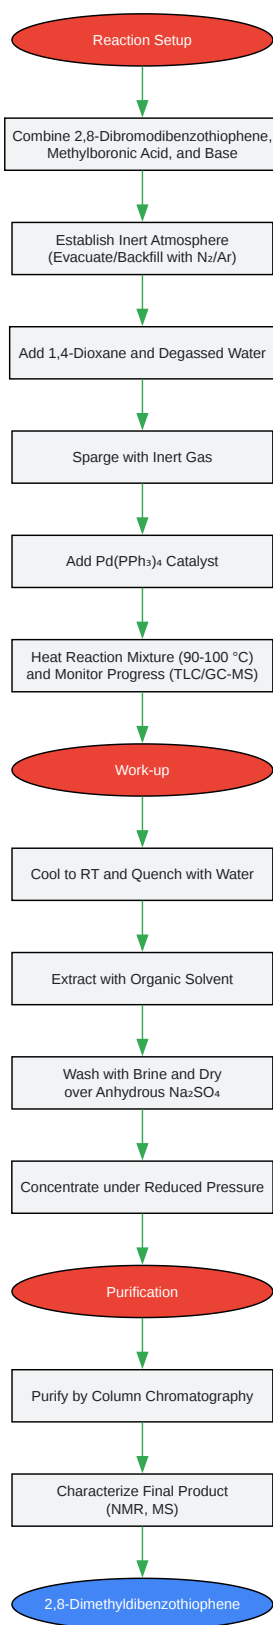 Reaction Setup
Combine 2,8-Dibromodibenzothiophene,
Methylboronic Acid, and Base
Establish Inert Atmosphere
(Evacuate/Backfill with N₂/Ar)
Add 1,4-Dioxane and Degassed Water
Sparge with Inert Gas
Add Pd(PPh₃)₄ Catalyst
Heat Reaction Mixture (90-100 °C)
and Monitor Progress (TLC/GC-MS)
Work-up
Cool to RT and Quench with Water
Extract with Organic Solvent
Wash with Brine and Dry
over Anhydrous Na₂SO₄
Concentrate under Reduced Pressure
Purification
Purify by Column Chromatography
Characterize Final Product
(NMR, MS)
2,8-Dimethyldibenzothiophene